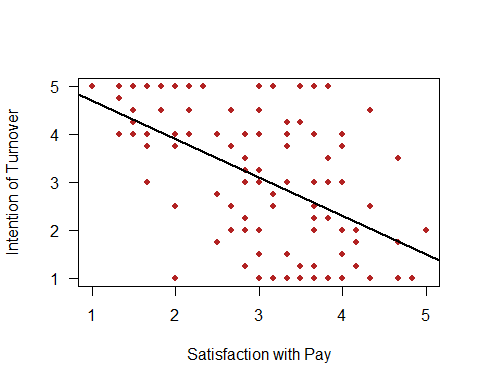 Intention of Turnover
5
4
3
2
1
1 2 3 4 5
Satisfaction with Pay